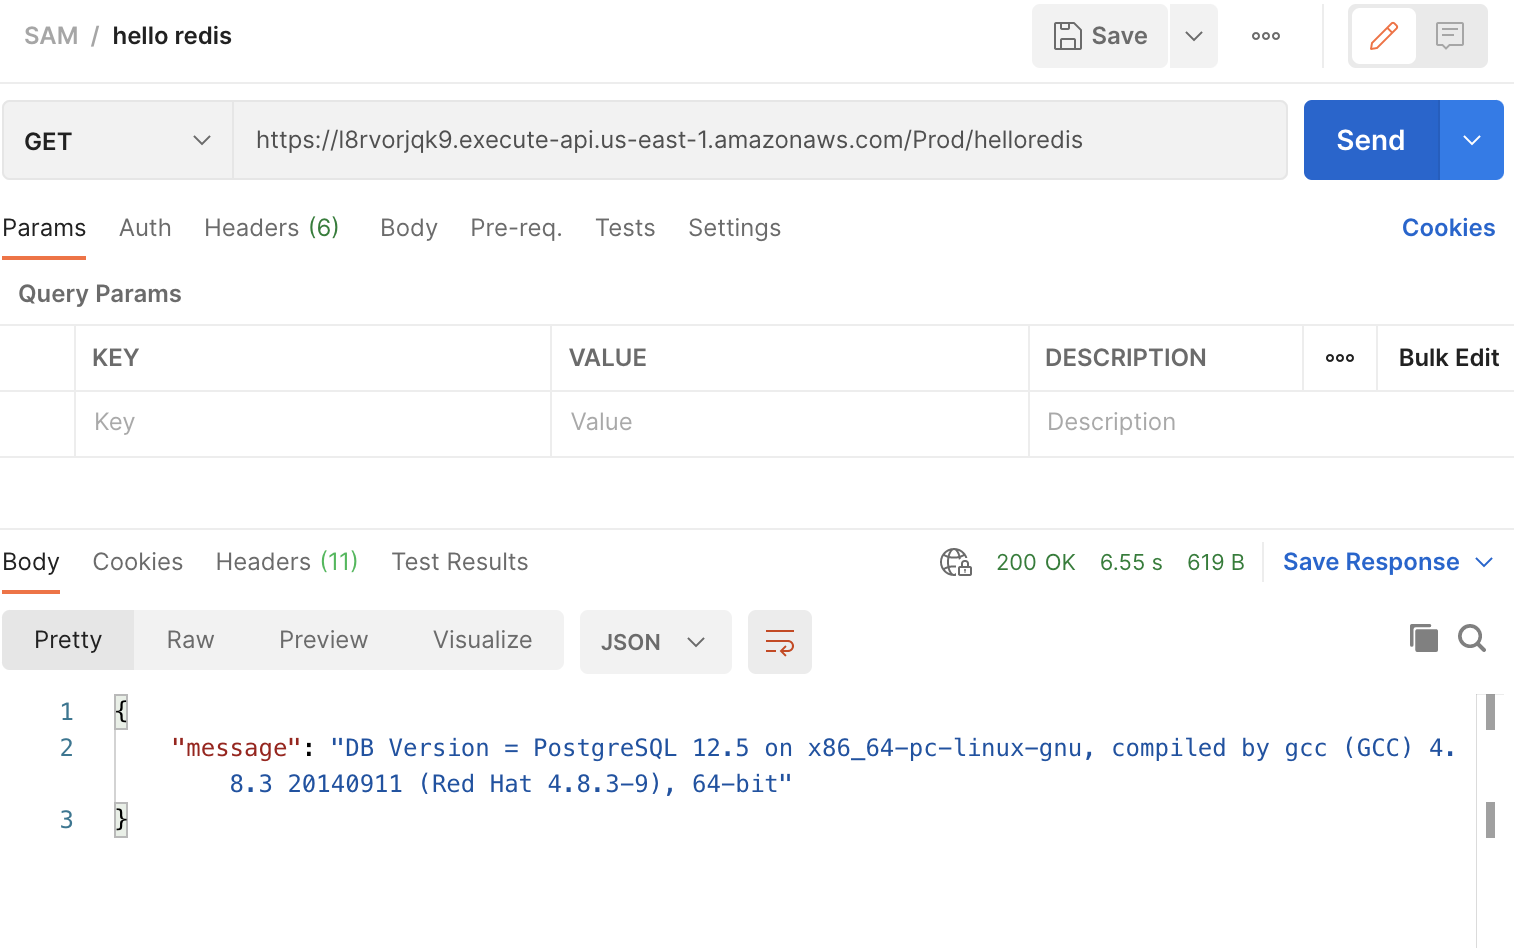 SAM / hello redis
Save
GET
https://l8rvorjqk9.execute-api.us-east-1.amazonaws.com/Prod/helloredis
Send
Params Auth Headers (6) Body Pre-req. Tests Settings Cookies
Query Params
KEY VALUE DESCRIPTION Bulk Edit
Key Value Description
Body Cookies Headers (11) Test Results 200 OK 6.55 s 619 B Save Response
Pretty Raw Preview Visualize JSON
1 {
2 "message": "DB Version = PostgreSQL 12.5 on x86_64-pc-linux-gnu, compiled by gcc (GCC) 4.
8.3 20140911 (Red Hat 4.8.3-9), 64-bit"
3 }